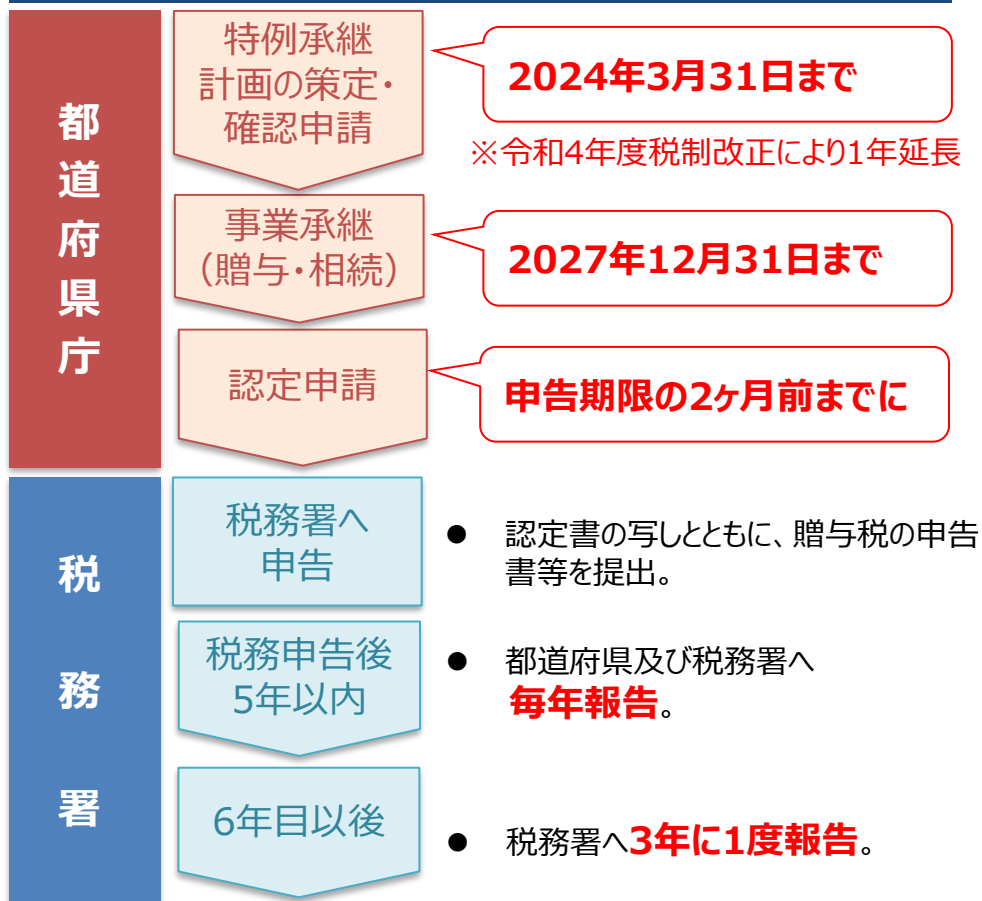 都道府県庁
特例承継
計画の策定・
確認申請
2024年3月31日まで
※令和4年度税制改正により1年延長
事業承継
(贈与・相続)
2027年12月31日まで
認定申請
申告期限の2ヶ月前までに
税務署
税務署へ
申告
● 認定書の写しとともに、贈与税の申告
書等を提出。
税務申告後
5年以内
● 都道府県及び税務署へ
毎年報告。
6年目以後
● 税務署へ3年に1度報告。